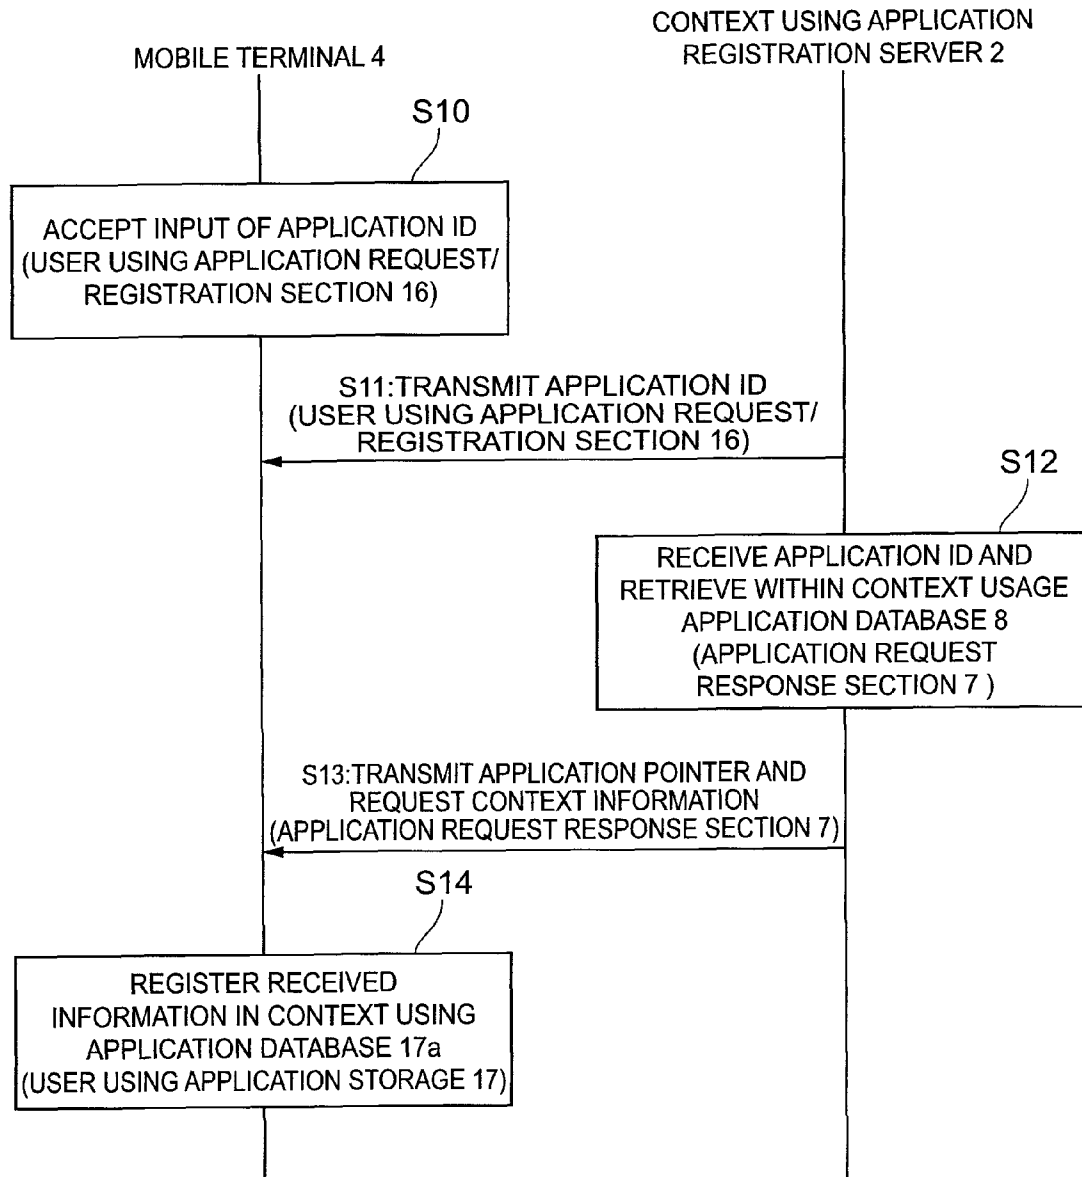 MOBILE TERMINAL 4
CONTEXT USING APPLICATION
REGISTRATION SERVER 2
S10
ACCEPT INPUT OF APPLICATION ID
(USER USING APPLICATION REQUEST/
REGISTRATION SECTION 16)
S11:TRANSMIT APPLICATION ID
(USER USING APPLICATION REQUEST/
REGISTRATION SECTION 16)
S12
RECEIVE APPLICATION ID AND
RETRIEVE WITHIN CONTEXT USAGE
APPLICATION DATABASE 8
(APPLICATION REQUEST
RESPONSE SECTION 7 )
S13:TRANSMIT APPLICATION POINTER AND
REQUEST CONTEXT INFORMATION
(APPLICATION REQUEST RESPONSE SECTION 7)
S14
REGISTER RECEIVED
INFORMATION IN CONTEXT USING
APPLICATION DATABASE 17a
(USER USING APPLICATION STORAGE 17)